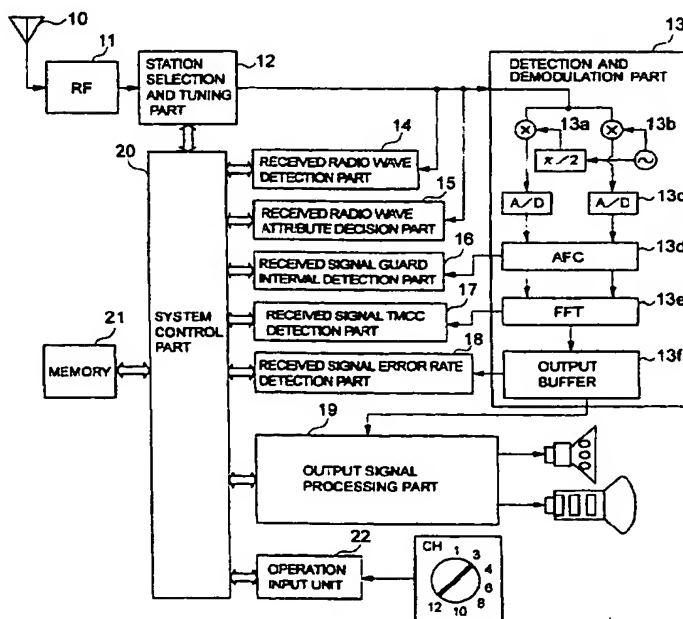 10
11
RF
12
STATION
SELECTION
AND TUNING
PART
13
DETECTION AND
DEMODULATION PART
13a
13b
π/2
A/D
A/D
13c
13d
AFC
13e
FFT
13f
OUTPUT
BUFFER
14
RECEIVED RADIO WAVE
DETECTION PART
15
RECEIVED RADIO WAVE
ATTRIBUTE DECISION PART
16
RECEIVED SIGNAL GUARD
INTERVAL DETECTION PART
17
RECEIVED SIGNAL TMCC
DETECTION PART
18
RECEIVED SIGNAL ERROR RATE
DETECTION PART
20
SYSTEM
CONTROL
PART
21
MEMORY
19
OUTPUT SIGNAL
PROCESSING PART
22
OPERATION
INPUT UNIT
CH
1
3
4
6
8
10
12